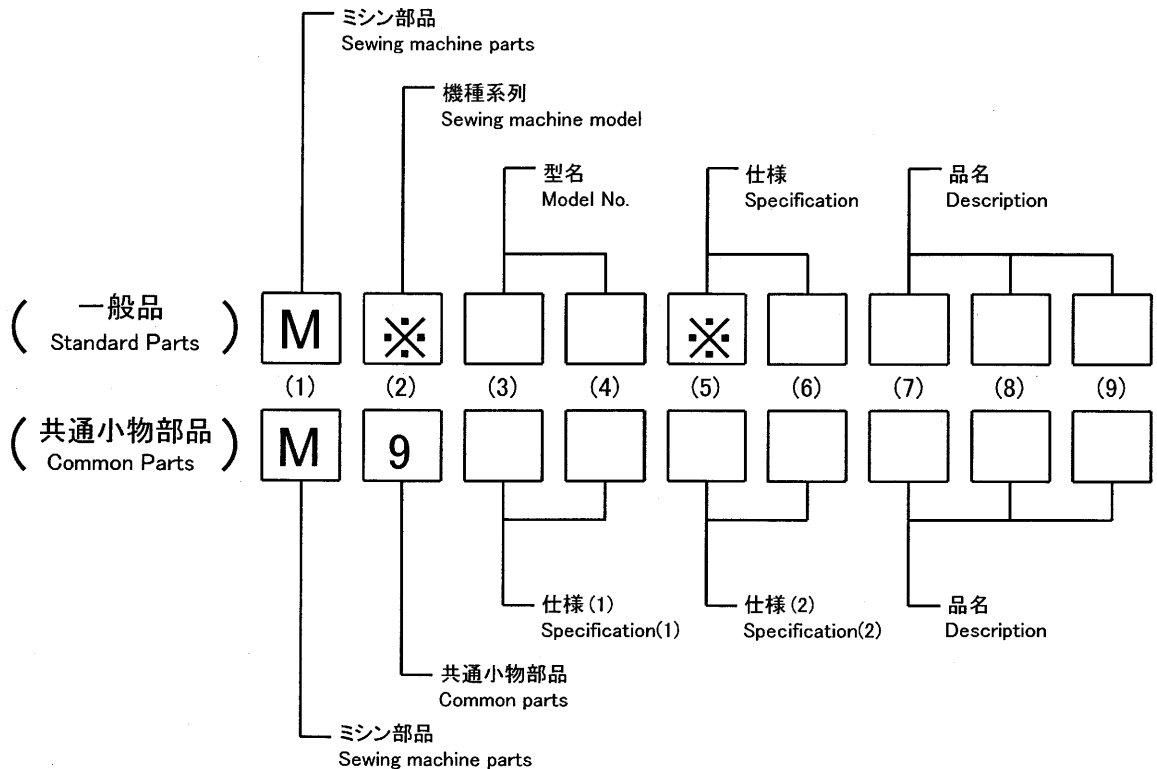 ミシン部品
Sewing machine parts
機種系列
Sewing machine model
型名
Model No.
仕様
Specification
品名
Description
( 一般品 )
Standard Parts
M ※ ※
(1) (2) (3) (4) (5) (6) (7) (8) (9)
( 共通小物部品 )
Common Parts
M 9
仕様(1)
Specification(1)
仕様(2)
Specification(2)
品名
Description
共通小物部品
Common parts
ミシン部品
Sewing machine parts